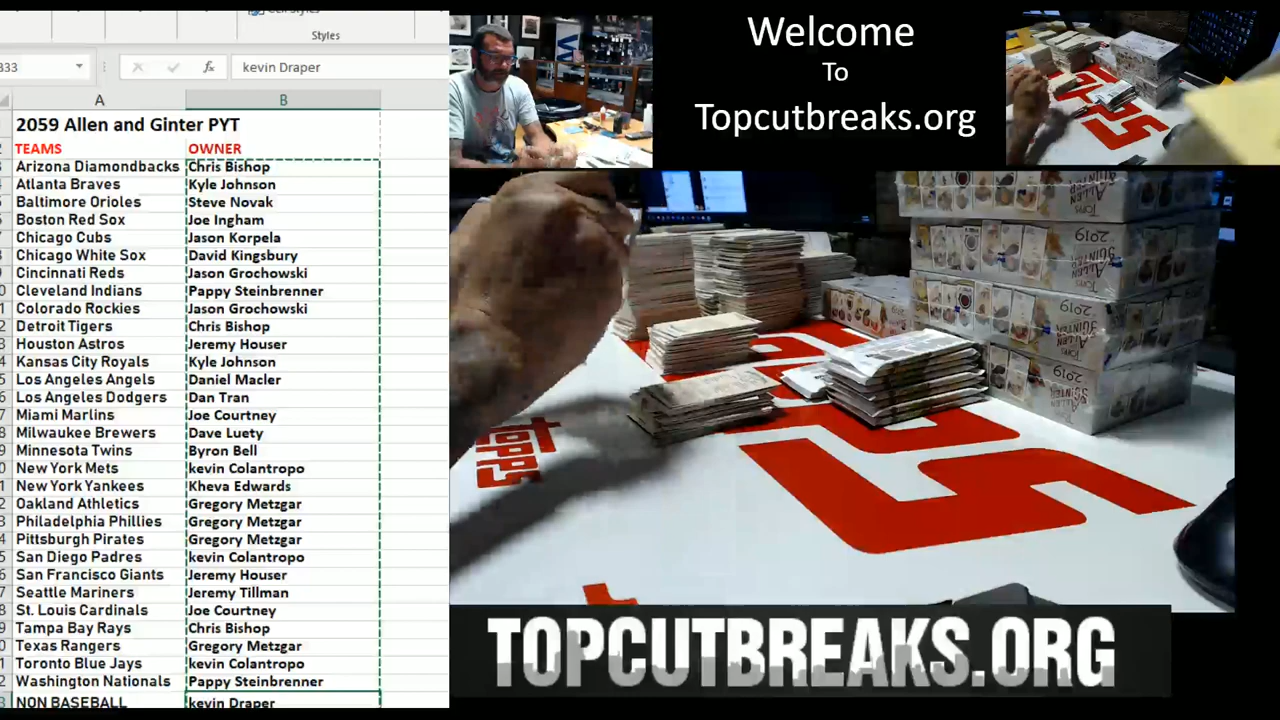 Styles
333
kevin Draper
A
B
2059 Allen and Ginter PYT
TEAMS OWNER
Arizona Diamondbacks Chris Bishop
Atlanta Braves Kyle Johnson
Baltimore Orioles Steve Novak
Boston Red Sox Joe Ingham
Chicago Cubs Jason Korpela
Chicago White Sox David Kingsbury
Cincinnati Reds Jason Grochowski
Cleveland Indians Pappy Steinbrenner
Colorado Rockies Jason Grochowski
Detroit Tigers Chris Bishop
Houston Astros Jeremy Houser
Kansas City Royals Kyle Johnson
Los Angeles Angels Daniel Macler
Los Angeles Dodgers Dan Tran
Miami Marlins Joe Courtney
Milwaukee Brewers Dave Luety
Minnesota Twins Byron Bell
New York Mets kevin Colantropo
New York Yankees Kheva Edwards
Oakland Athletics Gregory Metzgar
Philadelphia Phillies Gregory Metzgar
Pittsburgh Pirates Gregory Metzgar
San Diego Padres kevin Colantropo
San Francisco Giants Jeremy Houser
Seattle Mariners Jeremy Tillman
St. Louis Cardinals Joe Courtney
Tampa Bay Rays Chris Bishop
Texas Rangers Gregory Metzgar
Toronto Blue Jays kevin Colantropo
Washington Nationals Pappy Steinbrenner
NON BASEBALL kevin Draper
Welcome
To
Topcutbreaks.org
topps
TOPPS
ALLEN
GINTER
2019
TOPCUTBREAKS.ORG